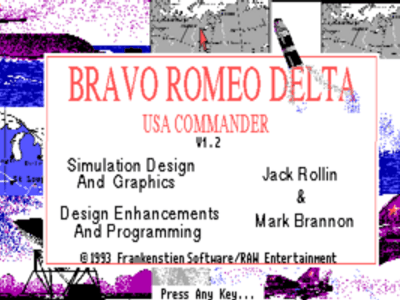 BRAVO ROMEO DELTA
USA COMMANDER
V1.2
Simulation Design
And Graphics
Jack Rollin
&
Design Enhancements
And Programming
Mark Brannon
©1993 Frankenstien Software/RAW Entertainment
Press Any Key...